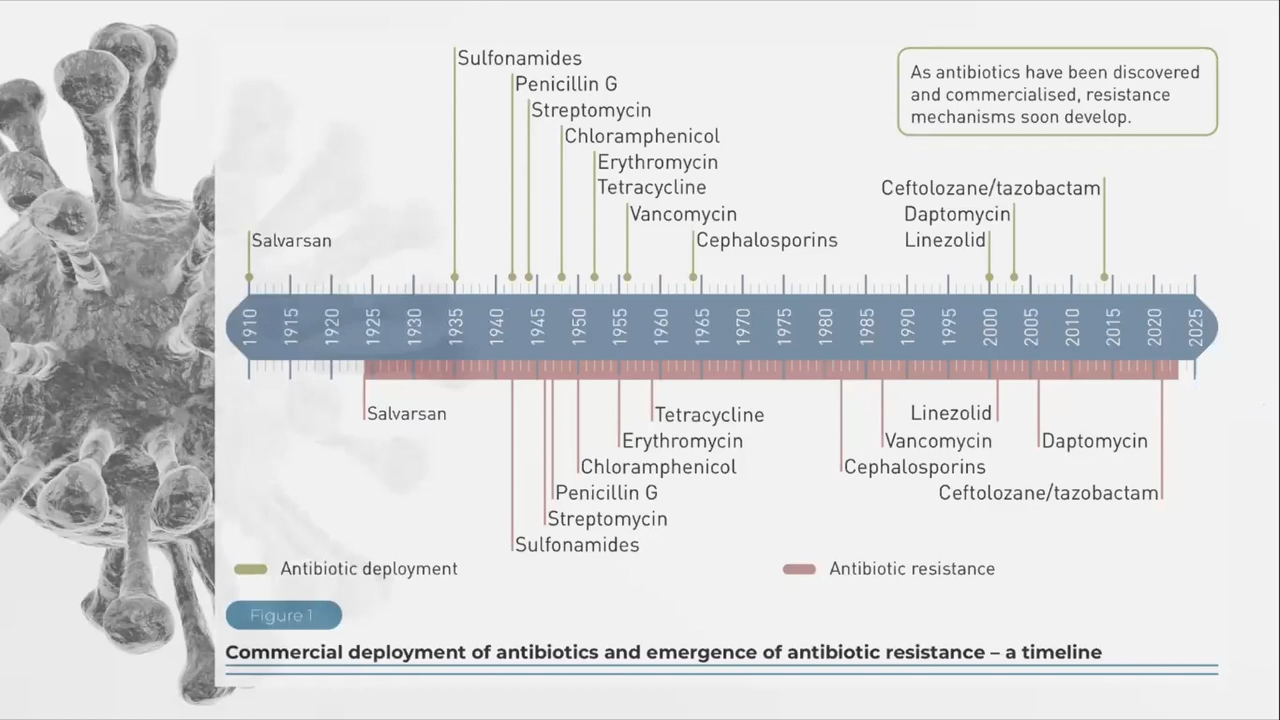 Sulfonamides
Penicillin G
Streptomycin
Chloramphenicol
Erythromycin
Tetracycline
Vancomycin
Cephalosporins
Salvarsan
As antibiotics have been discovered
and commercialised, resistance
mechanisms soon develop.
Ceftolozane/tazobactam
Daptomycin
Linezolid
1910 1915 1920 1925 1930 1935 1940 1945 1950 1955 1960 1965 1970 1975 1980 1985 1990 1995 2000 2005 2010 2015 2020 2025
Salvarsan
Tetracycline
Erythromycin
Chloramphenicol
Penicillin G
Streptomycin
Sulfonamides
Linezolid
Vancomycin
Daptomycin
Cephalosporins
Ceftolozane/tazobactam
Antibiotic deployment
Antibiotic resistance
Figure 1
Commercial deployment of antibiotics and emergence of antibiotic resistance – a timeline